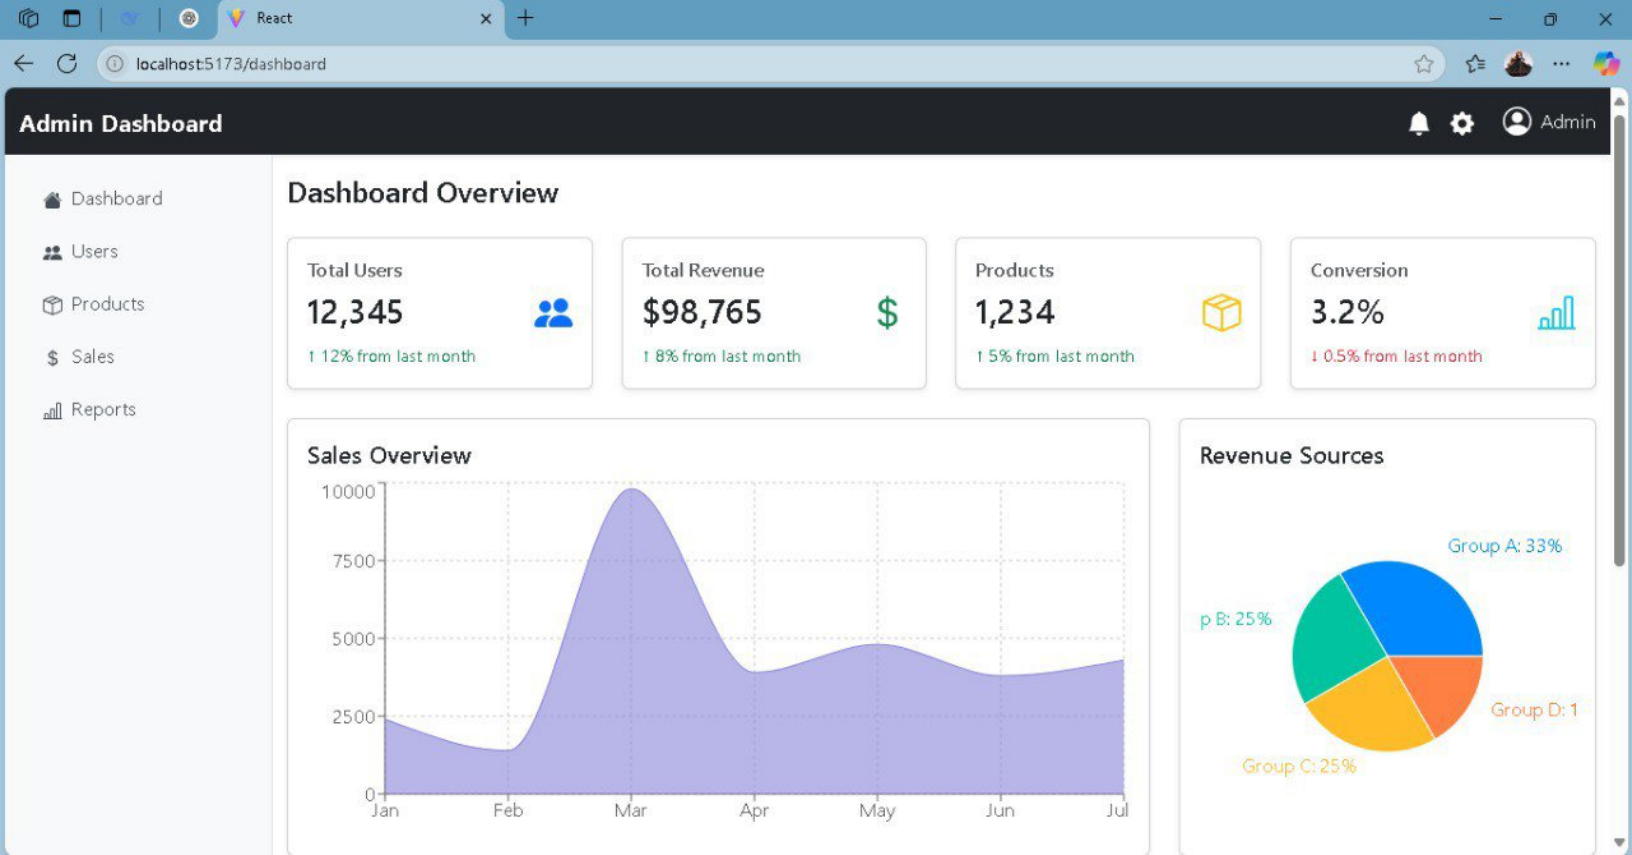 React
localhost:5173/dashboard
Admin Dashboard
Admin
Dashboard
Users
Products
$ Sales
Reports
Dashboard Overview
Total Users
12,345
↑ 12% from last month
Total Revenue
$98,765
$
↑ 8% from last month
Products
1,234
↑ 5% from last month
Conversion
3.2%
↓ 0.5% from last month
Sales Overview
10000
7500
5000
2500
0
Jan Feb Mar Apr May Jun Jul
Revenue Sources
Group A: 33%
p B: 25%
Group D: 1
Group C: 25%